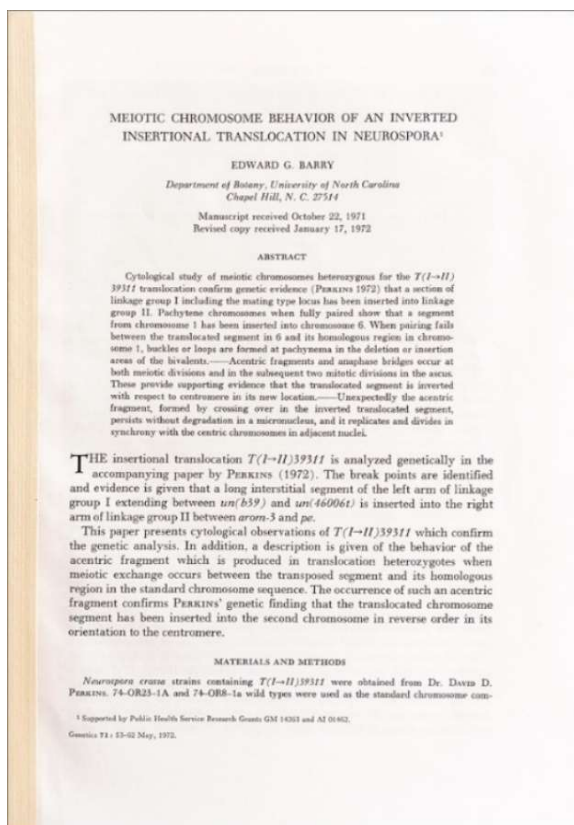 MEIOTIC CHROMOSOME BEHAVIOR OF AN INVERTED
INSERTIONAL TRANSLOCATION IN NEUROSPORA¹
EDWARD G. BARRY
Department of Botany, University of North Carolina
Chapel Hill, N. C. 27514
Manuscript received October 22, 1971
Revised copy received January 17, 1972
ABSTRACT
Cytological study of meiotic chromosomes heterozygous for the T(I→II)
39311 translocation confirm genetic evidence (PERKINS 1972) that a section of
linkage group I including the mating type locus has been inserted into linkage
group II. Pachytene chromosomes when fully paired show that a segment
from chromosome 1 has been inserted into chromosome 6. When pairing fails
between the translocated segment in 6 and its homologous region in chromo-
some 1, buckles or loops are formed at pachynema in the deletion or insertion
areas of the bivalents.——Acentric fragments and anaphase bridges occur at
both meiotic divisions and in the subsequent two mitotic divisions in the ascus.
These provide supporting evidence that the translocated segment is inverted
with respect to centromere in its new location.——Unexpectedly the acentric
fragment, formed by crossing over in the inverted translocated segment,
persists without degradation in a micronucleus, and it replicates and divides in
synchrony with the centric chromosomes in adjacent nuclei.
THE insertional translocation T(I→II)39311 is analyzed genetically in the
accompanying paper by PERKINS (1972). The break points are identified
and evidence is given that a long interstitial segment of the left arm of linkage
group I extending between un(b39) and un(46006t) is inserted into the right
arm of linkage group II between arom-3 and pe.
This paper presents cytological observations of T(I→II)39311 which confirm
the genetic analysis. In addition, a description is given of the behavior of the
acentric fragment which is produced in translocation heterozygotes when
meiotic exchange occurs between the transposed segment and its homologous
region in the standard chromosome sequence. The occurrence of such an acentric
fragment confirms PERKINS' genetic finding that the translocated chromosome
segment has been inserted into the second chromosome in reverse order in its
orientation to the centromere.
MATERIALS AND METHODS
Neurospora crassa strains containing T(I→II)39311 were obtained from Dr. DAVID D.
PERKINS. 74-OR23-1A and 74-OR8-1a wild types were used as the standard chromosome com-
¹ Supported by Public Health Service Research Grants GM 14263 and AI 01462.
Genetics 71: 53-62 May, 1972.